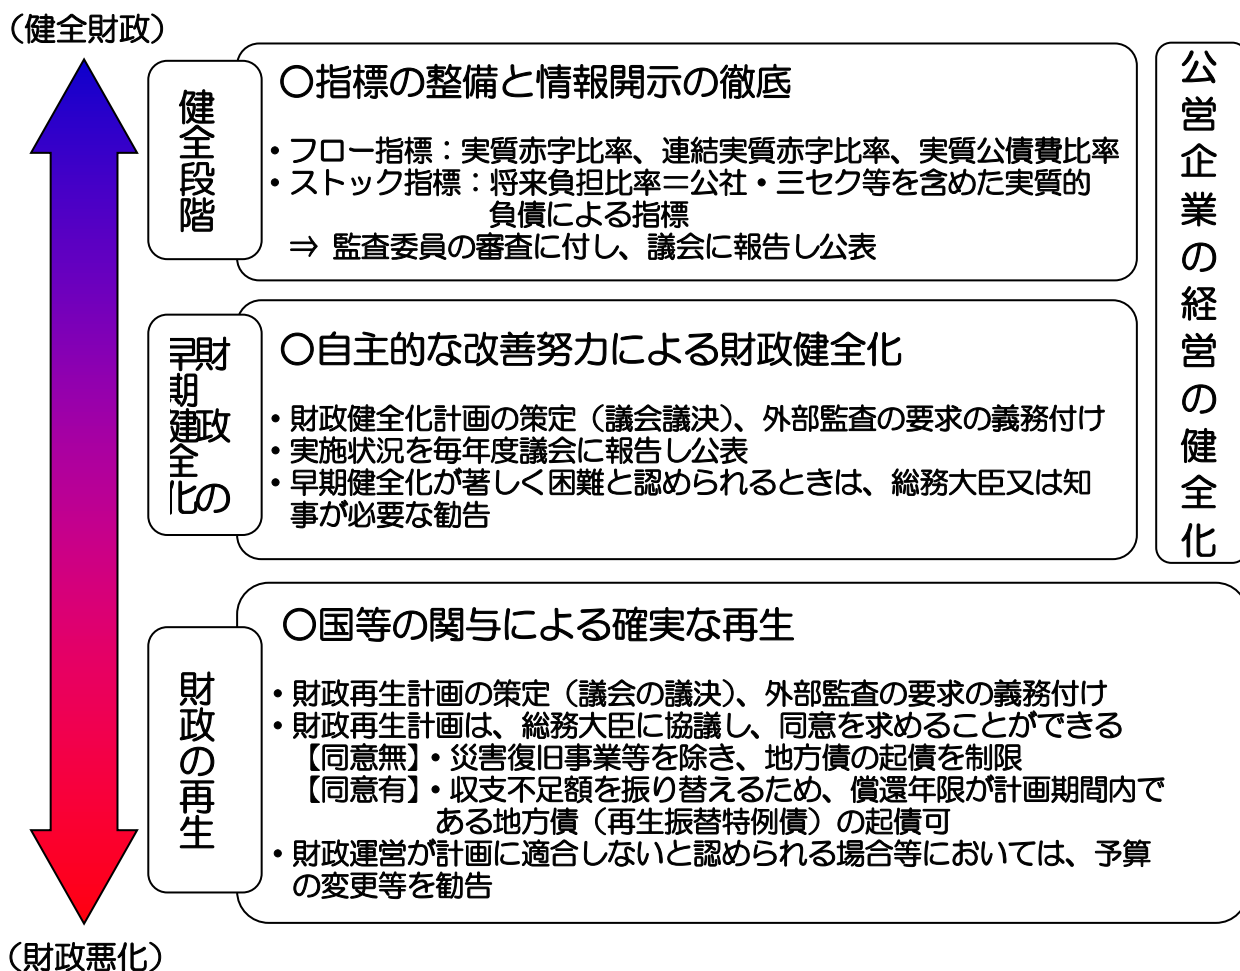 （健全財政）
健全段階
〇指標の整備と情報開示の徹底
・フロー指標：実質赤字比率、連結実質赤字比率、実質公債費比率
・ストック指標：将来負担比率＝公社・三セク等を含めた実質的
負債による指標
⇒ 監査委員の審査に付し、議会に報告し公表
公営企業の経営の健全化
財政の
早期健全化
〇自主的な改善努力による財政健全化
・財政健全化計画の策定（議会議決）、外部監査の要求の義務付け
・実施状況を毎年度議会に報告し公表
・早期健全化が著しく困難と認められるときは、総務大臣又は知
事が必要な勧告
財政の再生
〇国等の関与による確実な再生
・財政再生計画の策定（議会の議決）、外部監査の要求の義務付け
・財政再生計画は、総務大臣に協議し、同意を求めることができる
【同意無】・災害復旧事業等を除き、地方債の起債を制限
【同意有】・収支不足額を振り替えるため、償還年限が計画期間内で
ある地方債（再生振替特例債）の起債可
・財政運営が計画に適合しないと認められる場合等においては、予算
の変更等を勧告
（財政悪化）